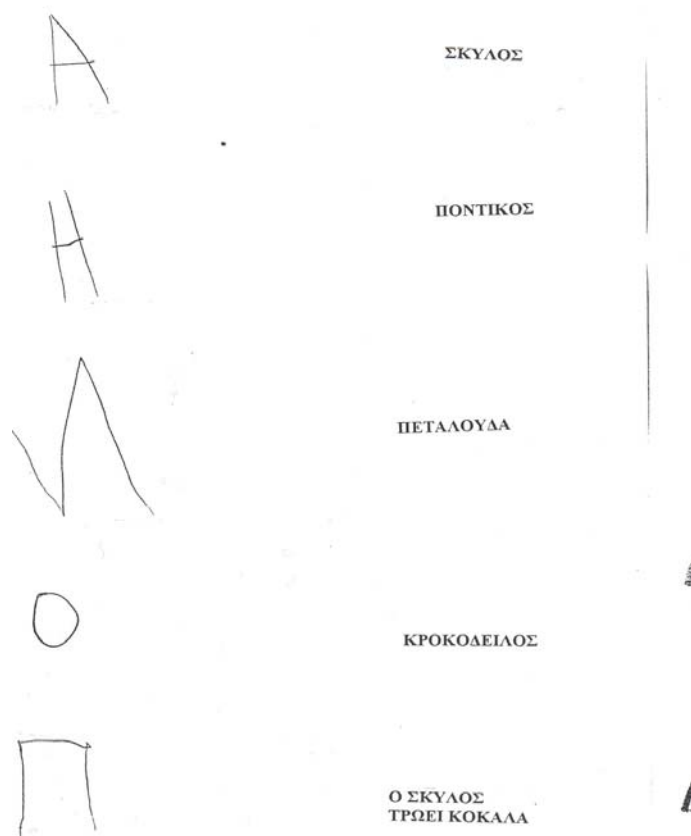 Α ΣΚΥΛΟΣ
Η ΠΟΝΤΙΚΟΣ
ΠΕΤΑΛΟΥΔΑ
Ο ΚΡΟΚΟΔΕΙΛΟΣ
Π Ο ΣΚΥΛΟΣ
ΤΡΩΕΙ ΚΟΚΑΛΑ